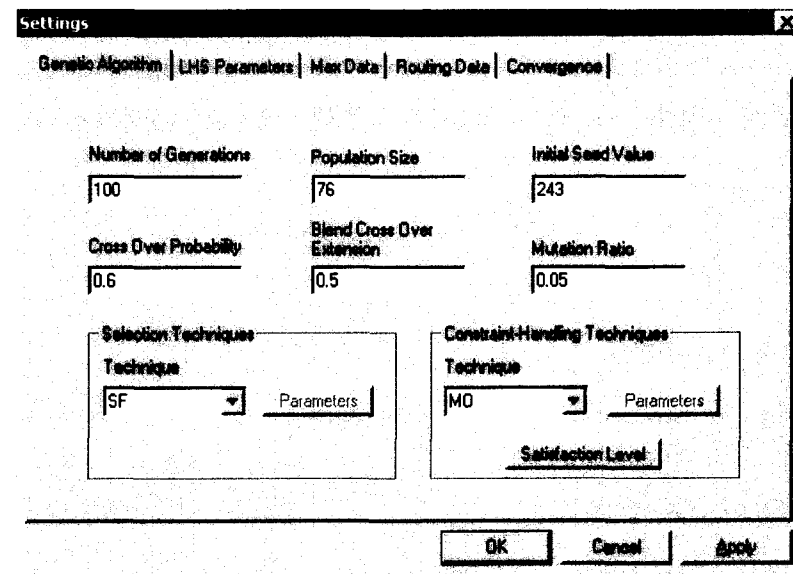 Settings
Genetic Algorithm LHS Parameters Max Data Routing Data Convergence
Number of Generations Population Size Initial Seed Value
100 76 243
Cross Over Probability Blend Cross Over Extension Mutation Ratio
0.6 0.5 0.05
Selection Techniques Constraint-Handling Techniques
Technique Technique
SF Parameters MO Parameters
Satisfaction Level
OK Cancel Apply